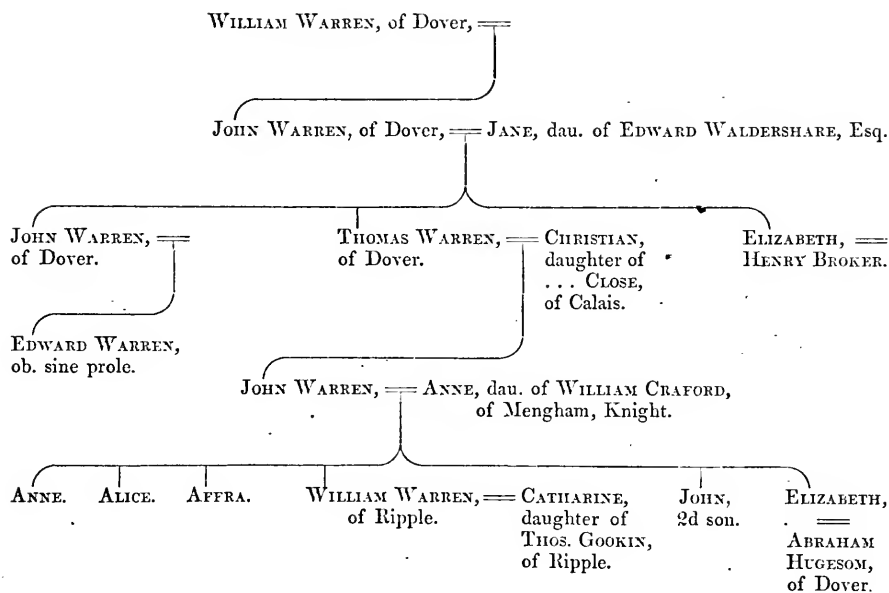 WILLIAM WARREN, of Dover, ==
JOHN WARREN, of Dover, == JANE, dau. of EDWARD WALDERSHARE, Esq.
JOHN WARREN, ==
of Dover.
THOMAS WARREN, == CHRISTIAN,
of Dover.
daughter of
... CLOSE,
of Calais.
ELIZABETH, ==
HENRY BROKER.
EDWARD WARREN,
ob. sine prole.
JOHN WARREN, == ANNE, dau. of WILLIAM CRAFORD,
of Mengham, Knight.
ANNE.
ALICE.
AFFRA.
WILLIAM WARREN, == CATHARINE,
of Ripple.
daughter of
THOS. GOOKIN,
of Ripple.
JOHN,
2d son.
ELIZABETH,
==
ABRAHAM
HUGESOM,
of Dover.